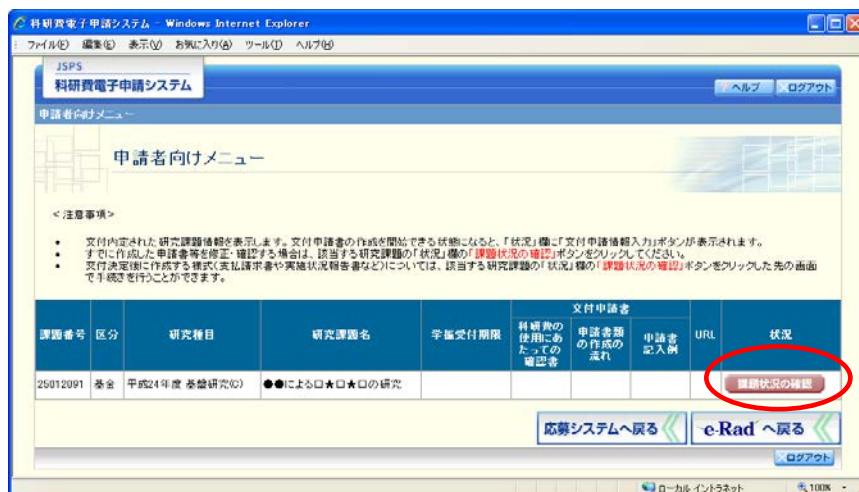 科研費電子申請システム - Windows Internet Explorer
ファイル(F) 編集(E) 表示(V) お気に入り(A) ツール(T) ヘルプ(H)
JSPS
科研費電子申請システム
ヘルプ ログアウト
申請者向けメニュー
申請者向けメニュー
<注意事項>
• 交付内定された研究課題情報を表示します。交付申請書の作成を開始できる状態になると、「状況」欄に「交付申請情報入力」ボタンが表示されます。
• すでに作成した申請書等を修正・確認する場合は、該当する研究課題の「状況」欄の「課題状況の確認」ボタンをクリックしてください。
• 交付決定後に作成する様式(支払請求書や実施状況報告書など)については、該当する研究課題の「状況」欄の「課題状況の確認」ボタンをクリックした先の画面
で手続きを行うことができます。
交付申請書
課題番号 区分 研究種目 研究課題名 学振受付期限 科研費の使用にあたっての確認書 申請書類の作成の流れ 申請書記入例 URL 状況
25012091 基金 平成24年度 基盤研究(C) ●●による□★□★□の研究 課題状況の確認
応募システムへ戻る e-Rad へ戻る
ログアウト
ローカル イントラネット 100%